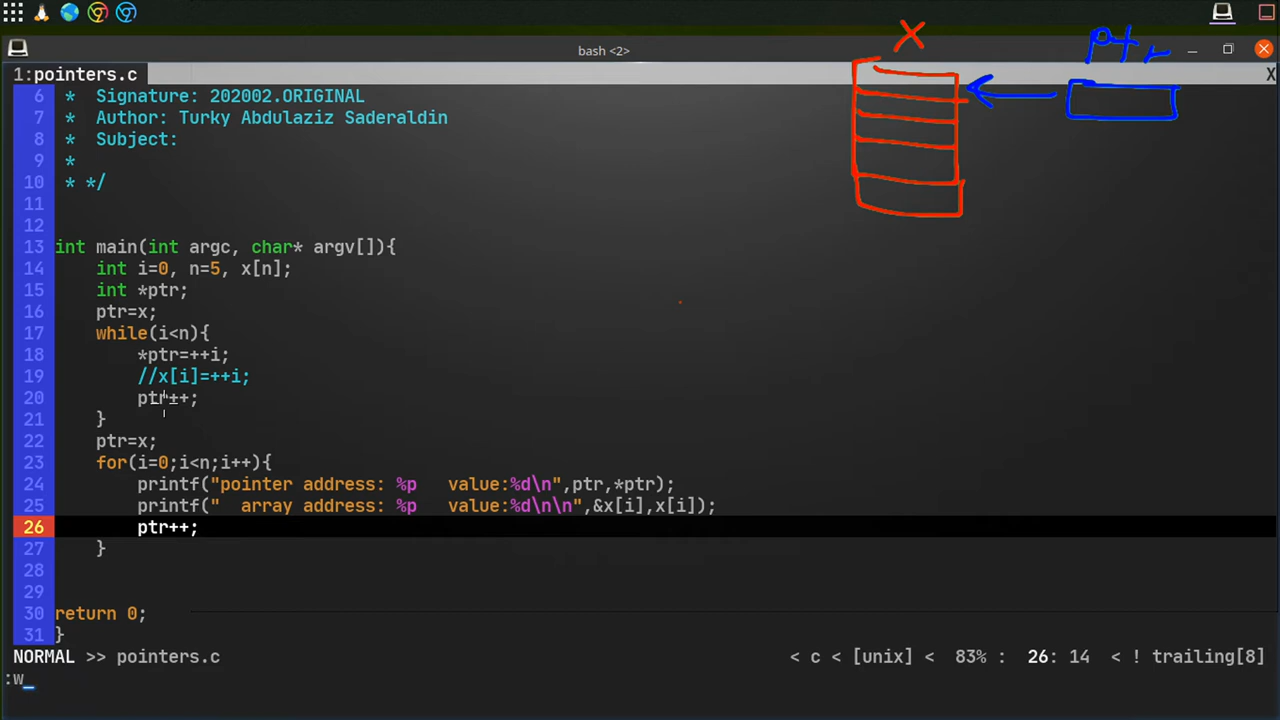 x
ptr
bash <2>
1:pointers.c X
6 * Signature: 202002.ORIGINAL
7 * Author: Turky Abdulaziz Saderaldin
8 * Subject:
9 *
10 * */
11
12
13 int main(int argc, char* argv[]){
14 int i=0, n=5, x[n];
15 int *ptr;
16 ptr=x;
17 while(i<n){
18 *ptr=++i;
19 //x[i]=++i;
20 ptr++;
21 }
22 ptr=x;
23 for(i=0;i<n;i++){
24 printf("pointer address: %p   value:%d\n",ptr,*ptr);
25 printf("  array address: %p   value:%d\n\n",&x[i],x[i]);
26 ptr++;
27 }
28
29
30 return 0;
31 }
NORMAL >> pointers.c < c < [unix] < 83% : 26: 14 < ! trailing[8]
:w